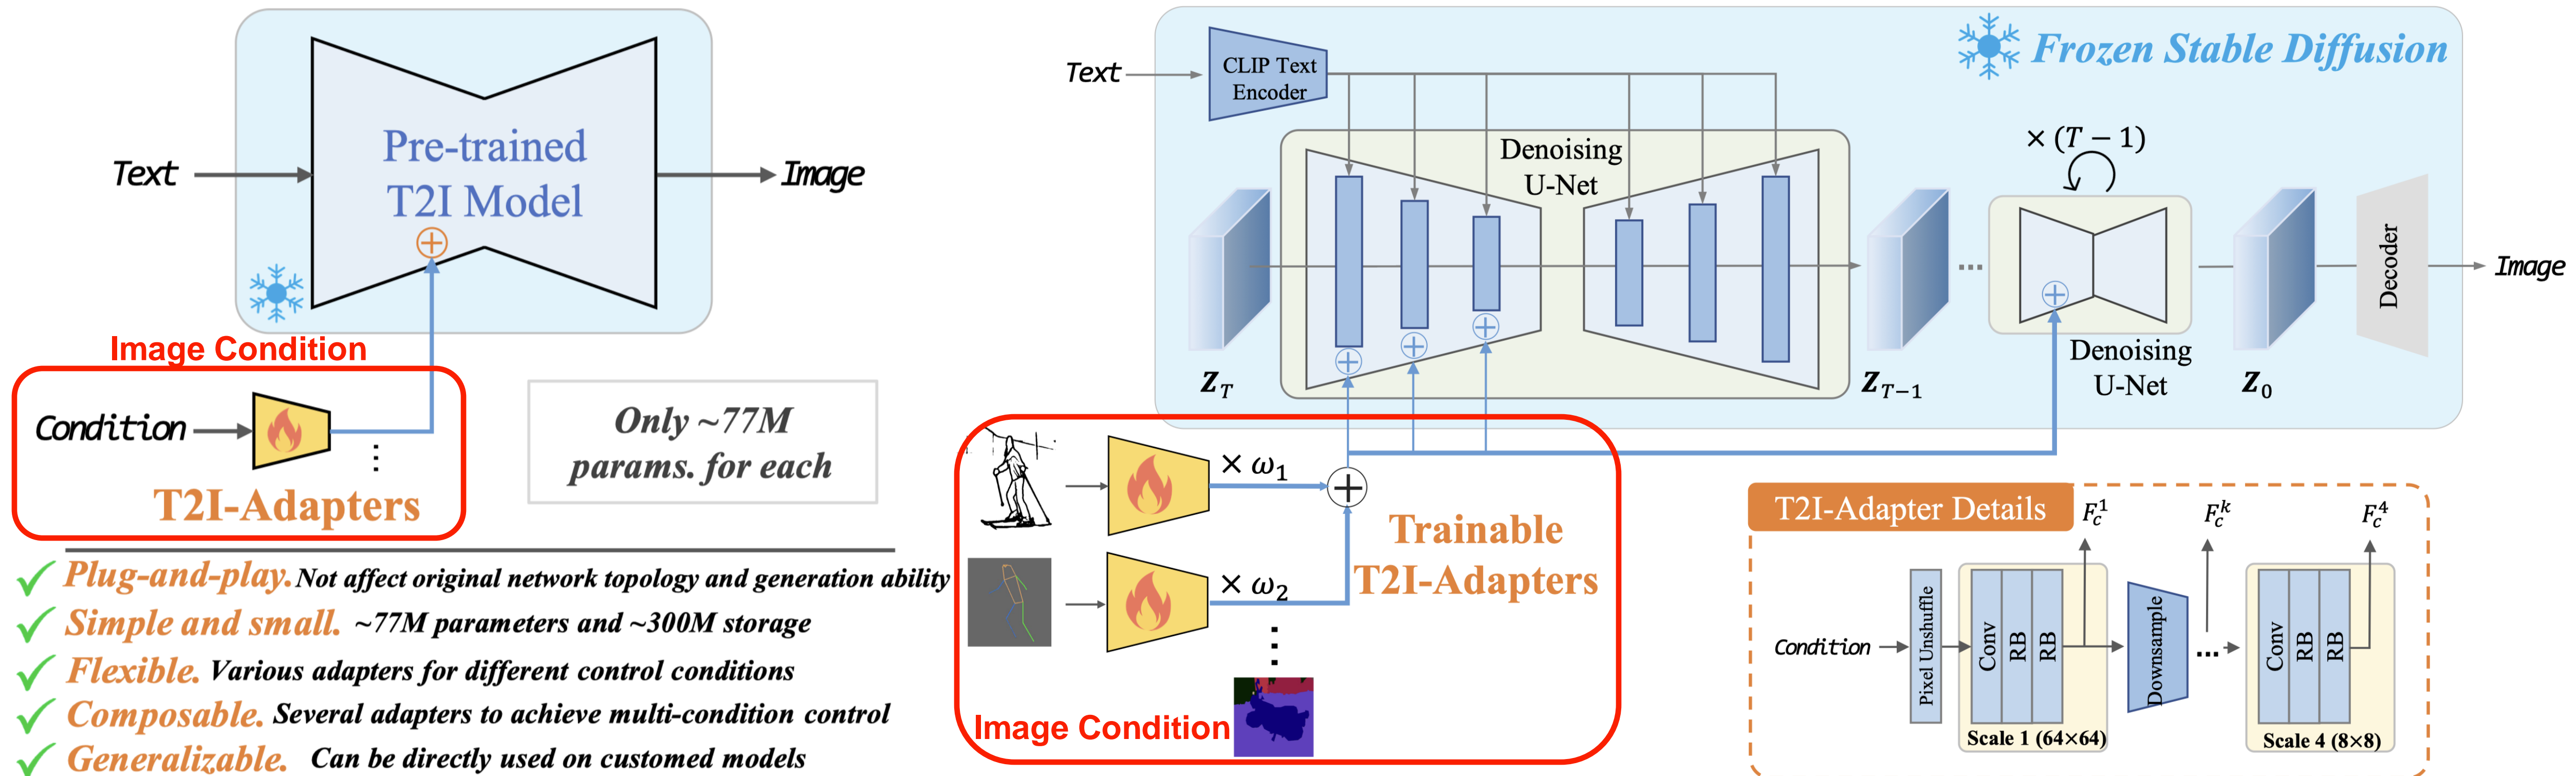 Text
Pre-trained
T2I Model
Image
Image Condition
Condition
T2I-Adapters
Only ~77M
params. for each
Plug-and-play. Not affect original network topology and generation ability
Simple and small. ~77M parameters and ~300M storage
Flexible. Various adapters for different control conditions
Composable. Several adapters to achieve multi-condition control
Generalizable. Can be directly used on customed models
Frozen Stable Diffusion
Text
CLIP Text
Encoder
Denoising
U-Net
× (T − 1)
Z_T
Z_{T−1}
...
Denoising
U-Net
Z_0
Decoder
Image
× ω_1
× ω_2
Trainable
T2I-Adapters
Image Condition
T2I-Adapter Details
F_c^1
F_c^k
F_c^4
Condition
Pixel Unshuffle
Conv
RB
RB
Scale 1 (64×64)
Downsample
...
Conv
RB
RB
Scale 4 (8×8)